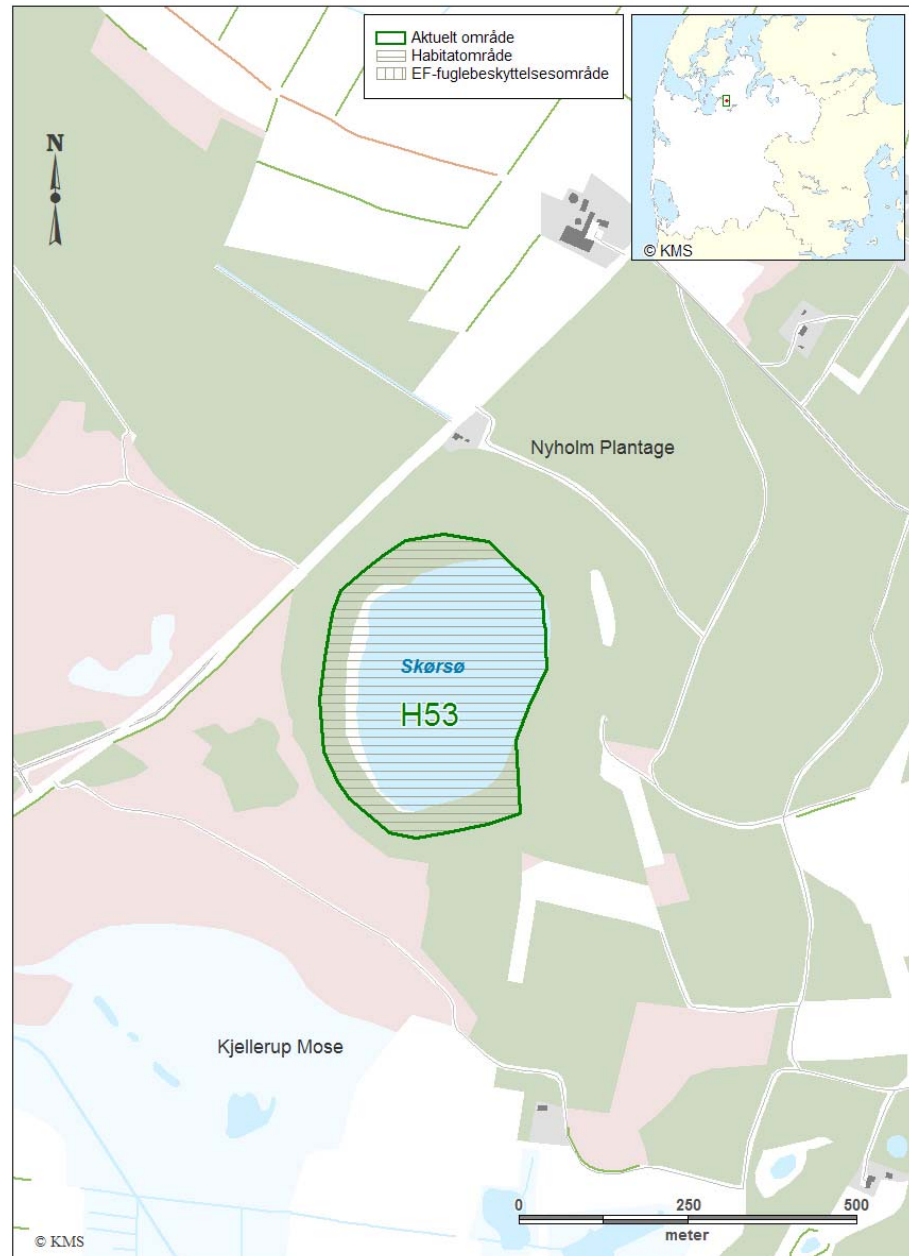 Aktuelt område
Habitatområde
EF-fuglebeskyttelsesområde
N
© KMS
Nyholm Plantage
Skørsø
H53
Kjellerup Mose
0 250 500
meter
© KMS